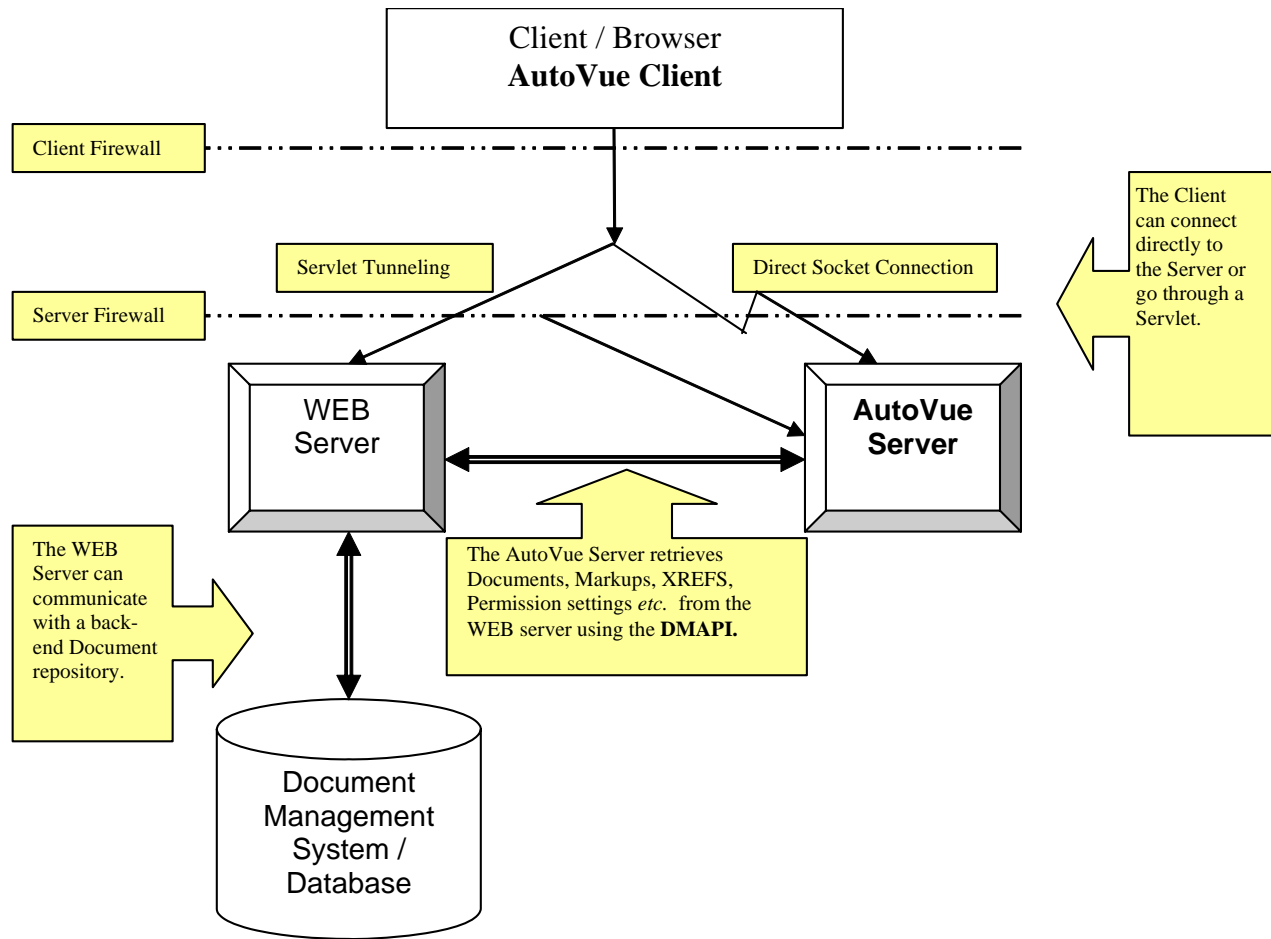 Client / Browser
AutoVue Client
Client Firewall
The Client
can connect
directly to
the Server or
go through a
Servlet.
Servlet Tunneling
Direct Socket Connection
Server Firewall
WEB
Server
AutoVue
Server
The WEB
Server can
communicate
with a back-
end Document
repository.
The AutoVue Server retrieves
Documents, Markups, XREFS,
Permission settings etc. from the
WEB server using the DMAPI.
Document
Management
System /
Database